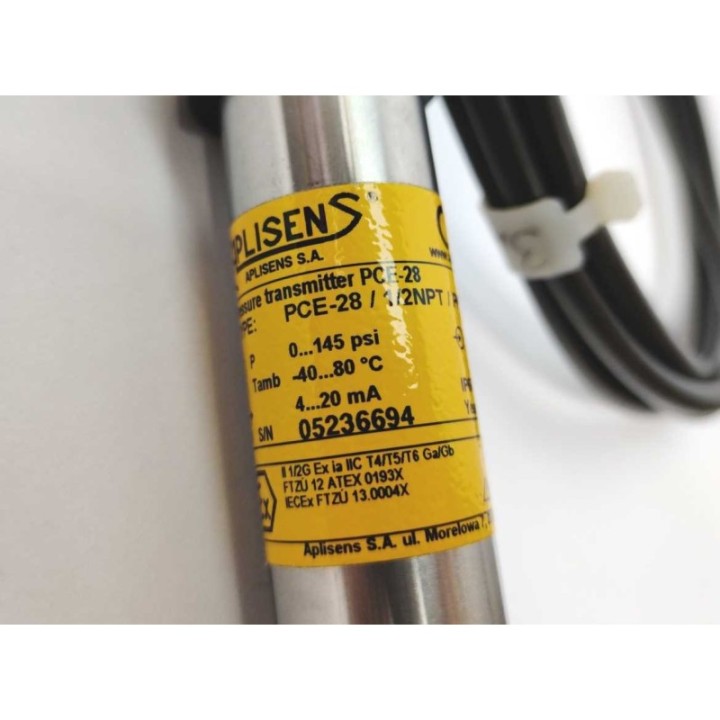 APLISENS®
APLISENS S.A.
pressure transmitter PCE-28
TYPE: PCE-28 / 1/2NPT /
P 0...145 psi
Tamb -40...80 °C
4...20 mA
S/N 05236694
II 1/2G Ex ia IIC T4/T5/T6 Ga/Gb
FTZÚ 12 ATEX 0193X
IECEx FTZÚ 13.0004X
Aplisens S.A. ul. Morelowa 7,